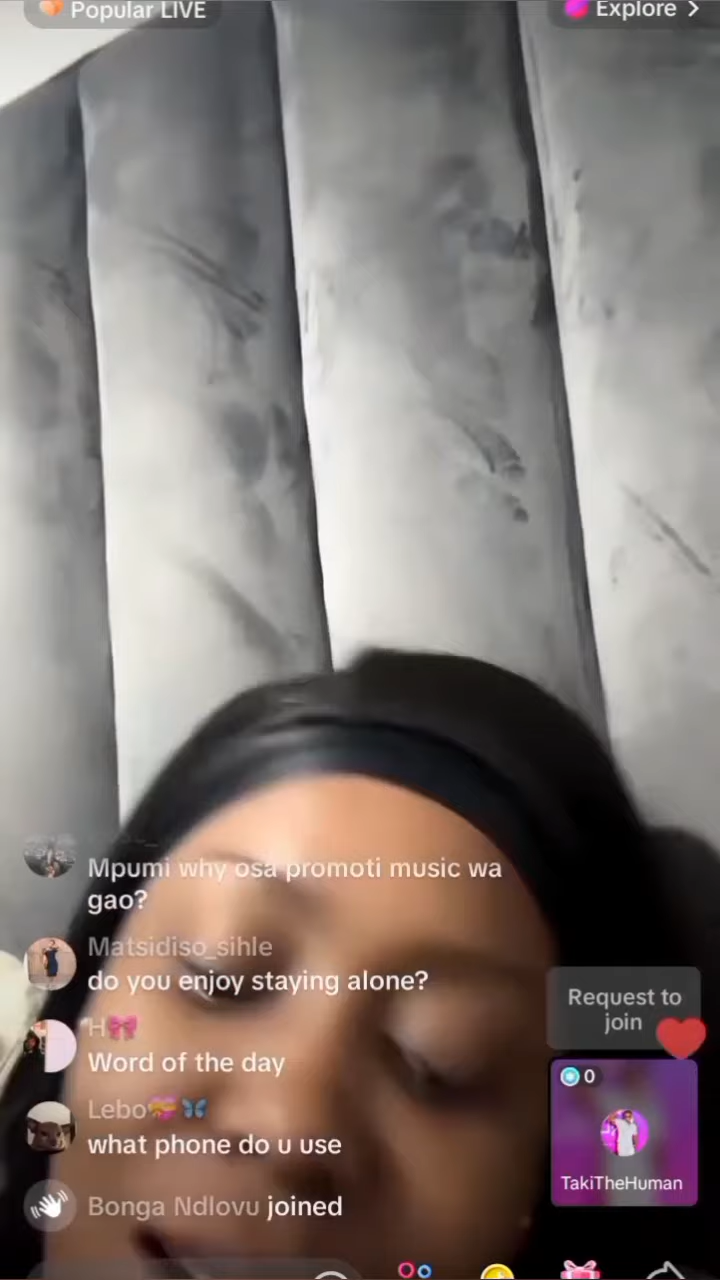 Popular LIVE
Explore >
Mpumi why osa promoti music wa
gao?
Matsidiso_sihle
do you enjoy staying alone?
H🎀
Word of the day
Request to
join
0
Lebo💝🦋
what phone do u use
TakiTheHuman
Bonga Ndlovu joined